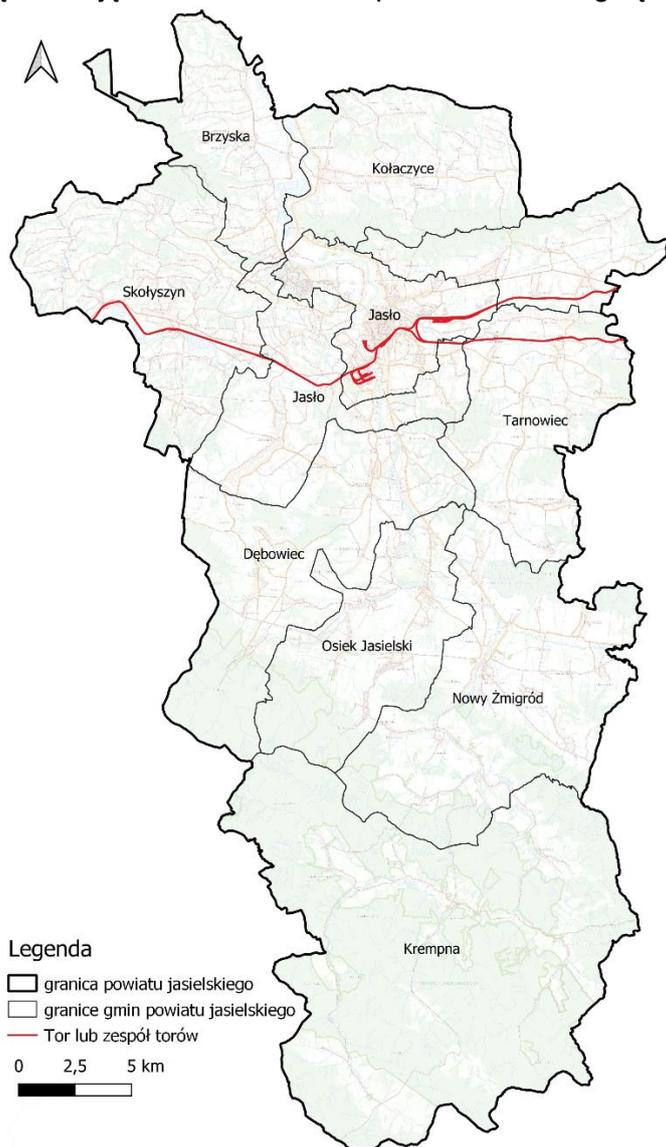 Brzyska
Kołaczyce
Skołyszyn
Jasło
Jasło
Tarnowiec
Dębowiec
Osiek Jasielski
Nowy Żmigród
Krempna
Legenda
granica powiatu jasielskiego
granice gmin powiatu jasielskiego
Tor lub zespół torów
0 2,5 5 km